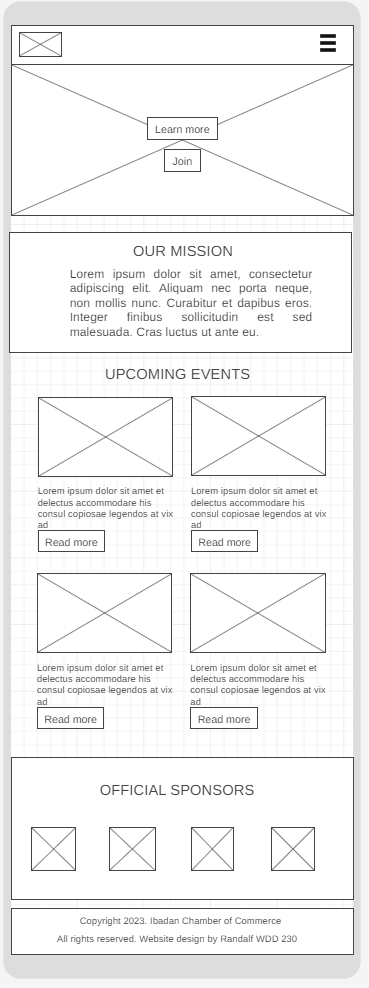 Learn more
Join
OUR MISSION
Lorem ipsum dolor sit amet, consectetur
adipiscing elit. Aliquam nec porta neque,
non mollis nunc. Curabitur et dapibus eros.
Integer finibus sollicitudin est sed
malesuada. Cras luctus ut ante eu.
UPCOMING EVENTS
Lorem ipsum dolor sit amet et
delectus accommodare his
consul copiosae legendos at vix
ad
Read more
Lorem ipsum dolor sit amet et
delectus accommodare his
consul copiosae legendos at vix
ad
Read more
Lorem ipsum dolor sit amet et
delectus accommodare his
consul copiosae legendos at vix
ad
Read more
Lorem ipsum dolor sit amet et
delectus accommodare his
consul copiosae legendos at vix
ad
Read more
OFFICIAL SPONSORS
Copyright 2023. Ibadan Chamber of Commerce
All rights reserved. Website design by Randalf WDD 230